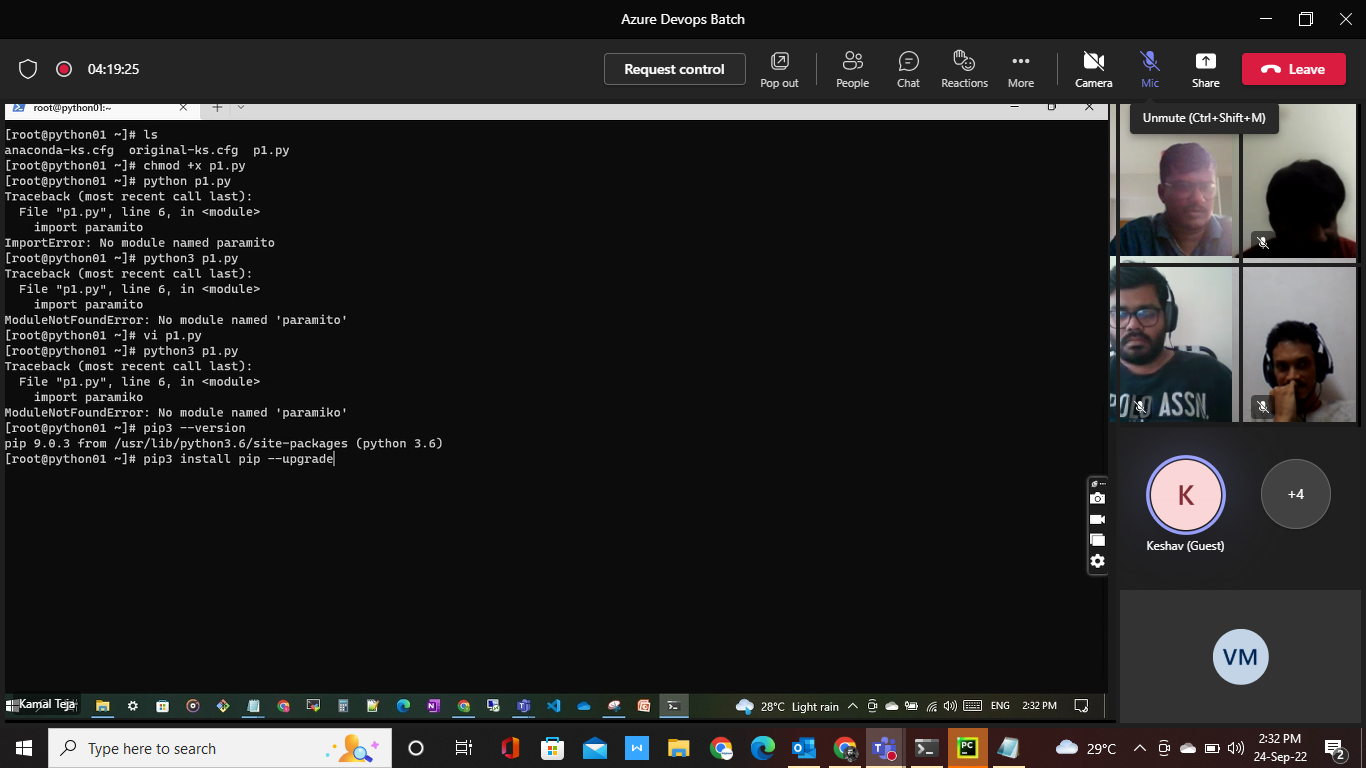 Azure Devops Batch
04:19:25
Request control
Pop out
People
Chat
Reactions
More
Camera
Mic
Share
Leave
Unmute (Ctrl+Shift+M)
root@python01:~
[root@python01 ~]# ls
anaconda-ks.cfg  original-ks.cfg  p1.py
[root@python01 ~]# chmod +x p1.py
[root@python01 ~]# python p1.py
Traceback (most recent call last):
  File "p1.py", line 6, in <module>
    import paramito
ImportError: No module named paramito
[root@python01 ~]# python3 p1.py
Traceback (most recent call last):
  File "p1.py", line 6, in <module>
    import paramito
ModuleNotFoundError: No module named 'paramito'
[root@python01 ~]# vi p1.py
[root@python01 ~]# python3 p1.py
Traceback (most recent call last):
  File "p1.py", line 6, in <module>
    import paramiko
ModuleNotFoundError: No module named 'paramiko'
[root@python01 ~]# pip3 --version
pip 9.0.3 from /usr/lib/python3.6/site-packages (python 3.6)
[root@python01 ~]# pip3 install pip --upgrade
POLO ASSN.
K
+4
Keshav (Guest)
VM
Kamal Teja
28°C Light rain
ENG
2:32 PM
Type here to search
W
PC
29°C
2:32 PM
24-Sep-22
2